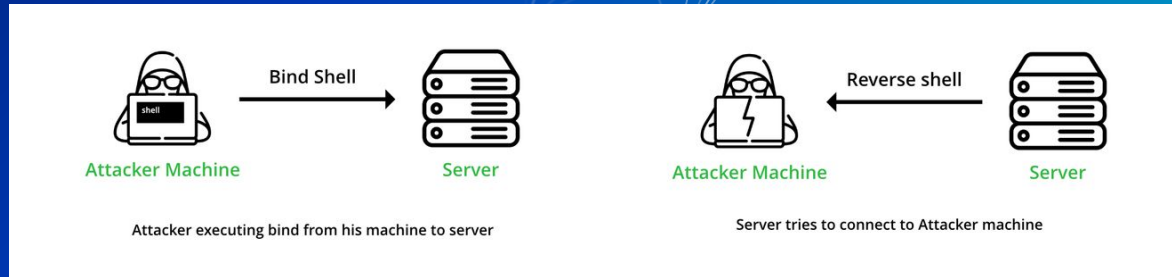 Bind Shell
shell
Attacker Machine
Server
Attacker executing bind from his machine to server
Reverse shell
Attacker Machine
Server
Server tries to connect to Attacker machine